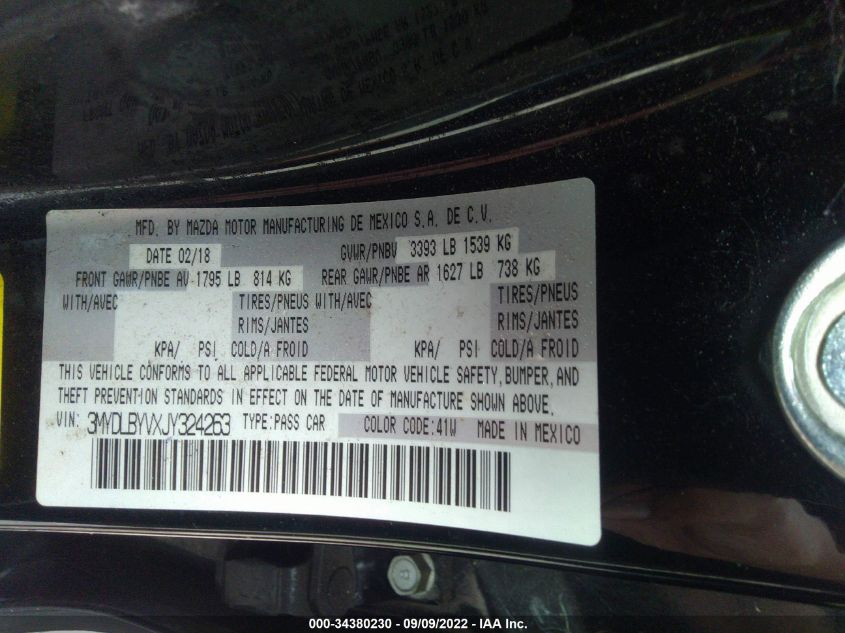 MFD. BY MAZDA MOTOR MANUFACTURING DE MEXICO S.A. DE C.V.
DATE 02/18 GVWR/PNBV 3393 LB 1539 KG
FRONT GAWR/PNBE AV 1795 LB 814 KG REAR GAWR/PNBE AR 1627 LB 738 KG
WITH/AVEC TIRES/PNEUS WITH/AVEC TIRES/PNEUS
RIMS/JANTES RIMS/JANTES
KPA/ PSI COLD/A FROID KPA/ PSI COLD/A FROID
THIS VEHICLE CONFORMS TO ALL APPLICABLE FEDERAL MOTOR VEHICLE SAFETY, BUMPER, AND
THEFT PREVENTION STANDARDS IN EFFECT ON THE DATE OF MANUFACTURE SHOWN ABOVE.
VIN: 3MYDLBYVXJY324263 TYPE:PASS CAR COLOR CODE:41W MADE IN MEXICO
000-34380230 - 09/09/2022 - IAA Inc.